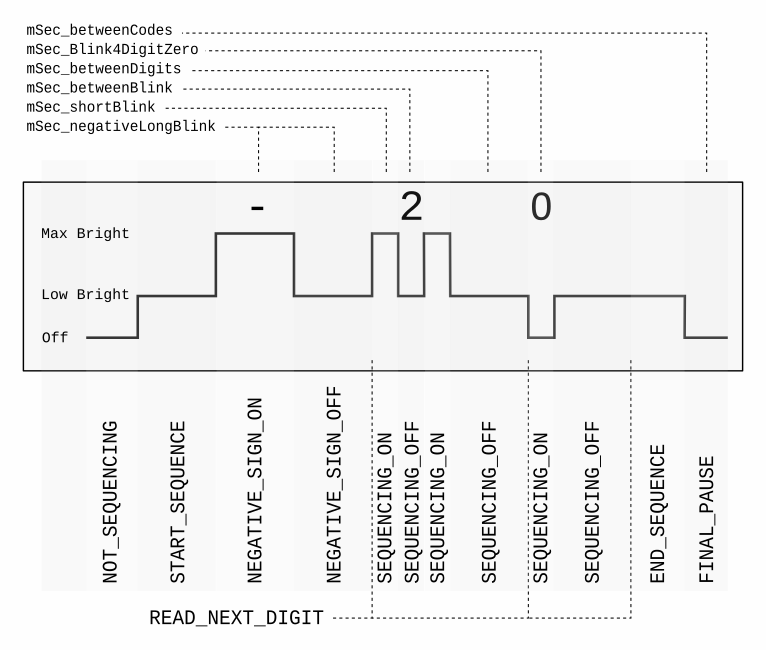 mSec_betweenCodes
mSec_Blink4DigitZero
mSec_betweenDigits
mSec_betweenBlink
mSec_shortBlink
mSec_negativeLongBlink
- 2 0
Max Bright
Low Bright
Off
NOT_SEQUENCING
START_SEQUENCE
NEGATIVE_SIGN_ON
NEGATIVE_SIGN_OFF
SEQUENCING_ON
SEQUENCING_OFF
SEQUENCING_ON
SEQUENCING_OFF
SEQUENCING_ON
SEQUENCING_OFF
END_SEQUENCE
FINAL_PAUSE
READ_NEXT_DIGIT